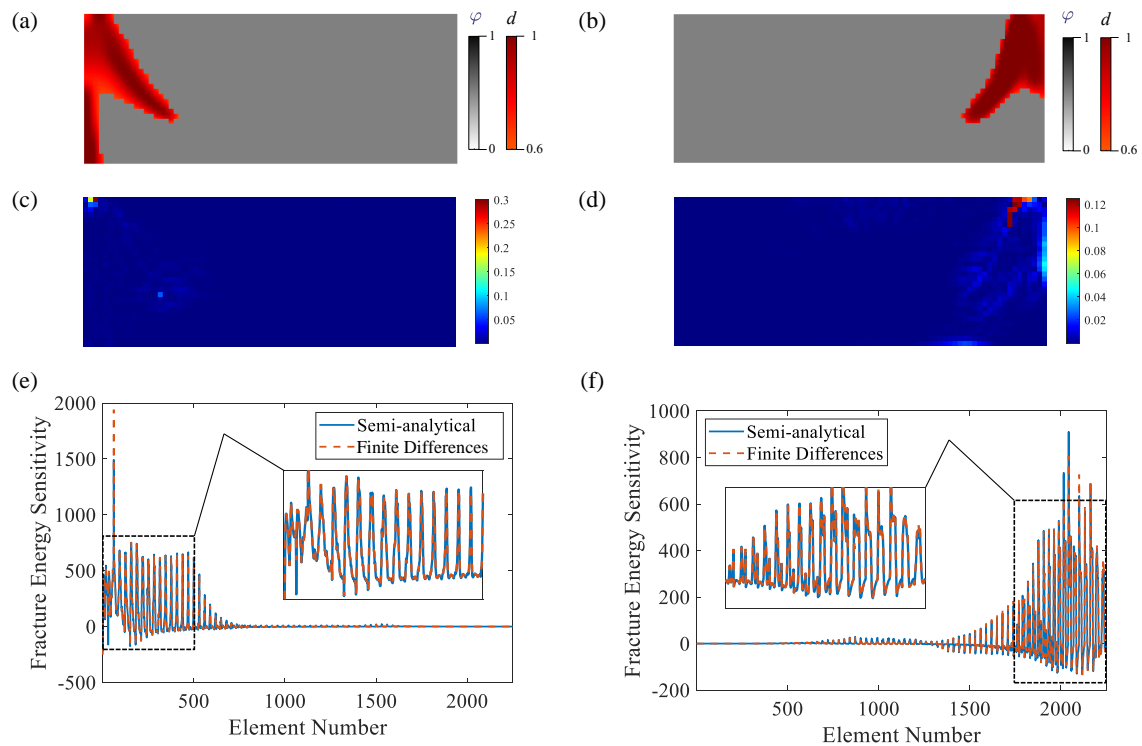 (a)
φ d
1 1
0 0.6
(b)
φ d
1 1
0 0.6
(c)
0.3
0.25
0.2
0.15
0.1
0.05
(d)
0.12
0.1
0.08
0.06
0.04
0.02
(e)
2000
1500
1000
500
0
-500
Fracture Energy Sensitivity
Semi-analytical
Finite Differences
500 1000 1500 2000
Element Number
(f)
1000
800
600
400
200
0
-200
Fracture Energy Sensitivity
Semi-analytical
Finite Differences
500 1000 1500 2000
Element Number